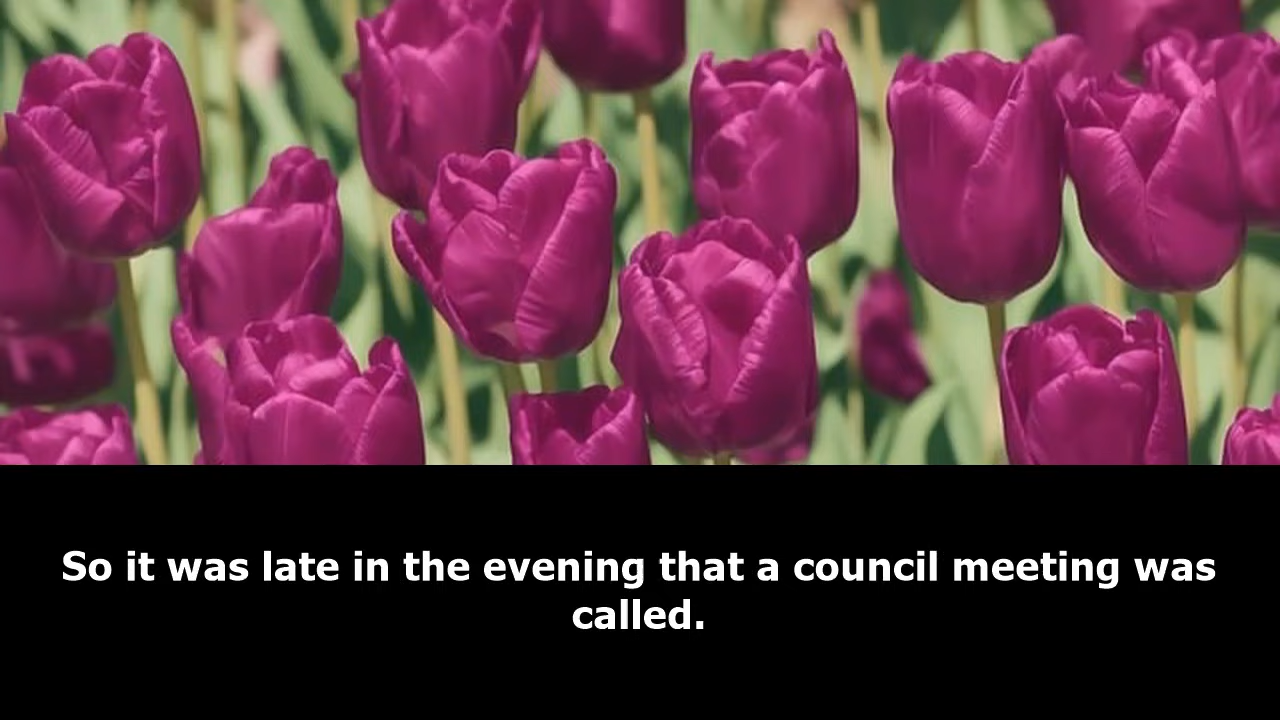 So it was late in the evening that a council meeting was
called.